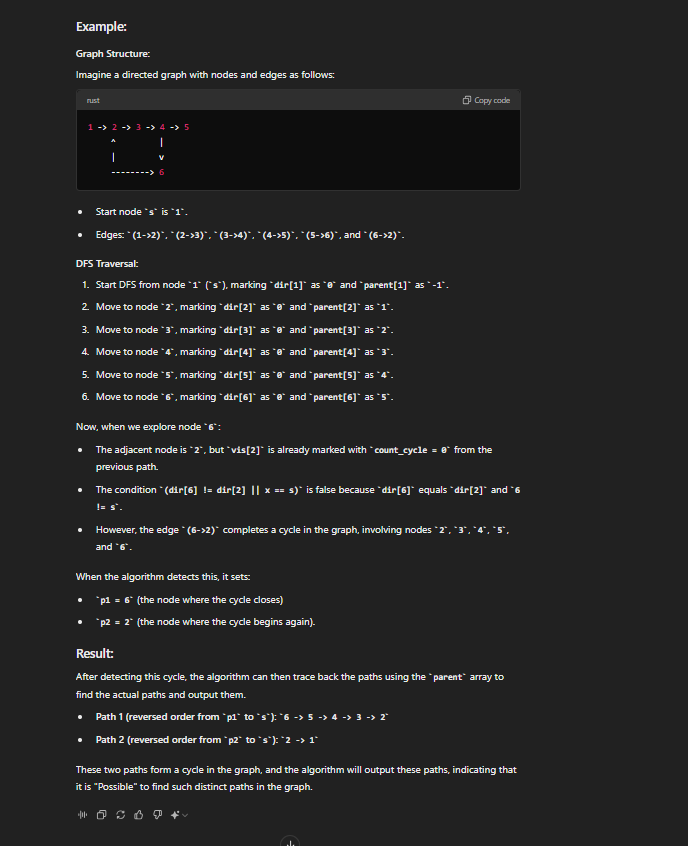 Example:
Graph Structure:
Imagine a directed graph with nodes and edges as follows:
rust
Copy code
1 -> 2 -> 3 -> 4 -> 5
^ |
| v
--------> 6
• Start node `s` is `1`.
• Edges: `(1->2)`, `(2->3)`, `(3->4)`, `(4->5)`, `(5->6)`, and `(6->2)`.
DFS Traversal:
1. Start DFS from node `1` (`s`), marking `dir[1]` as `0` and `parent[1]` as `-1`.
2. Move to node `2`, marking `dir[2]` as `0` and `parent[2]` as `1`.
3. Move to node `3`, marking `dir[3]` as `0` and `parent[3]` as `2`.
4. Move to node `4`, marking `dir[4]` as `0` and `parent[4]` as `3`.
5. Move to node `5`, marking `dir[5]` as `0` and `parent[5]` as `4`.
6. Move to node `6`, marking `dir[6]` as `0` and `parent[6]` as `5`.
Now, when we explore node `6`:
• The adjacent node is `2`, but `vis[2]` is already marked with `count_cycle = 0` from the
previous path.
• The condition `(dir[6] != dir[2] || x == s)` is false because `dir[6]` equals `dir[2]` and `6
!= s`.
• However, the edge `(6->2)` completes a cycle in the graph, involving nodes `2`, `3`, `4`, `5`,
and `6`.
When the algorithm detects this, it sets:
• `p1 = 6` (the node where the cycle closes)
• `p2 = 2` (the node where the cycle begins again).
Result:
After detecting this cycle, the algorithm can then trace back the paths using the `parent` array to
find the actual paths and output them.
• Path 1 (reversed order from `p1` to `s`): `6 -> 5 -> 4 -> 3 -> 2`
• Path 2 (reversed order from `p2` to `s`): `2 -> 1`
These two paths form a cycle in the graph, and the algorithm will output these paths, indicating that
it is "Possible" to find such distinct paths in the graph.